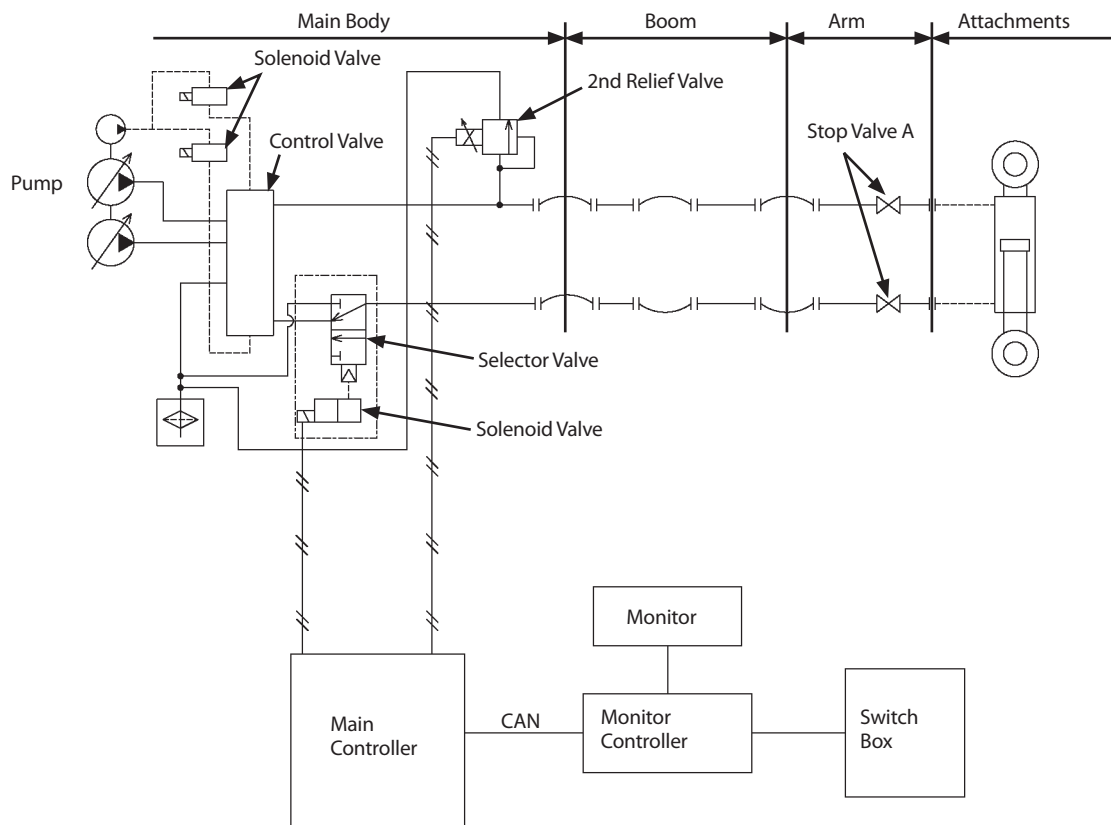 Main Body
Boom
Arm
Attachments
Solenoid Valve
2nd Relief Valve
Stop Valve A
Control Valve
Pump
Selector Valve
Solenoid Valve
Monitor
Main
Controller
CAN
Monitor
Controller
Switch
Box